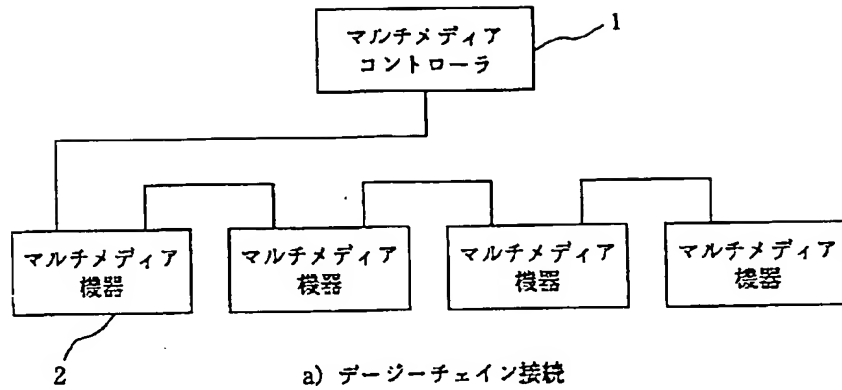 マルチメディア
コントローラ
1
マルチメディア
機器
マルチメディア
機器
マルチメディア
機器
マルチメディア
機器
2
a) デージーチェイン接続